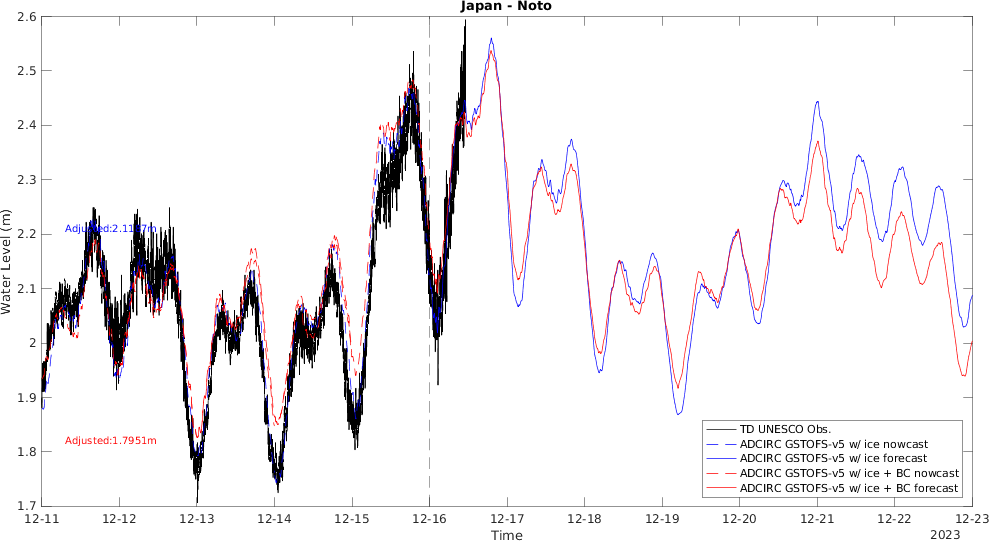 Japan - Noto
2.6
2.5
2.4
2.3
2.2
2.1
2
1.9
1.8
1.7
Water Level (m)
Adjusted:1.7951m
TD UNESCO Obs.
ADCIRC GSTOFS-v5 w/ ice nowcast
ADCIRC GSTOFS-v5 w/ ice forecast
ADCIRC GSTOFS-v5 w/ ice + BC nowcast
ADCIRC GSTOFS-v5 w/ ice + BC forecast
12-11 12-12 12-13 12-14 12-15 12-16 12-17 12-18 12-19 12-20 12-21 12-22 12-23
Time
2023